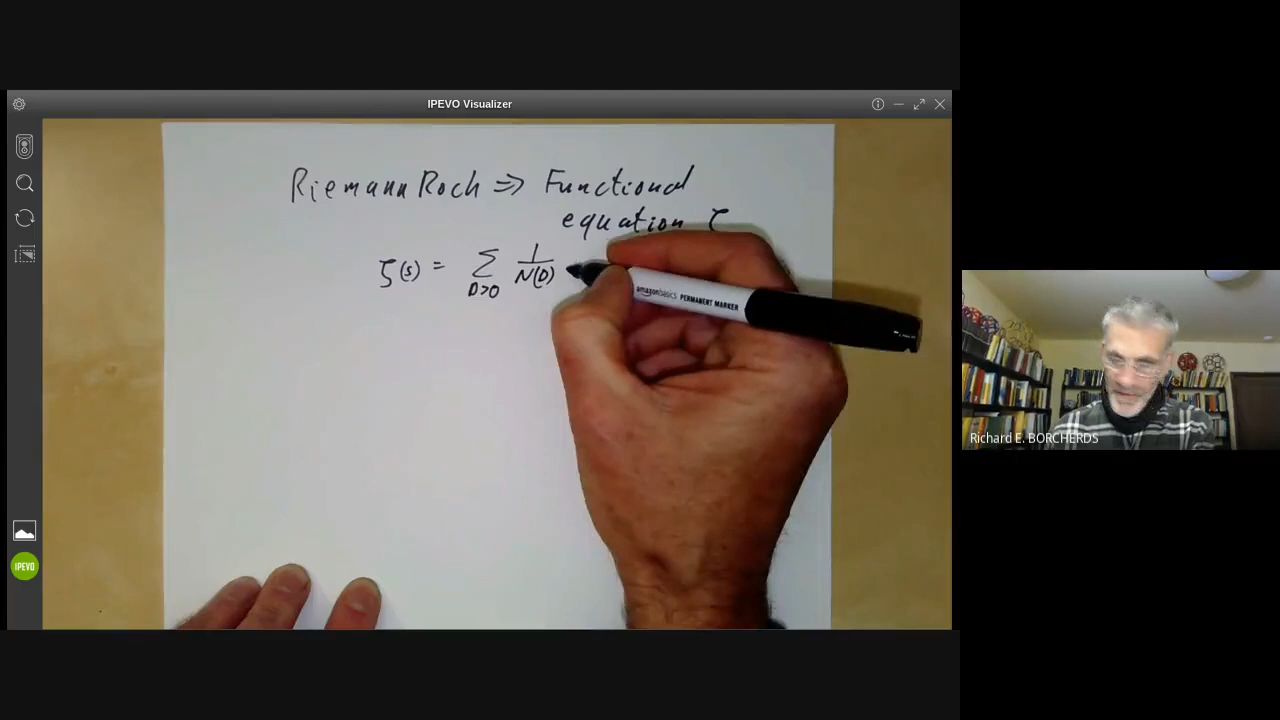 IPEVO Visualizer
Riemann Roch ⇒ Functional
equation ζ
ζ(s) = Σ 1/N(D)
D>0
amazonbasics PERMANENT MARKER
Richard E. BORCHERDS
IPEVO